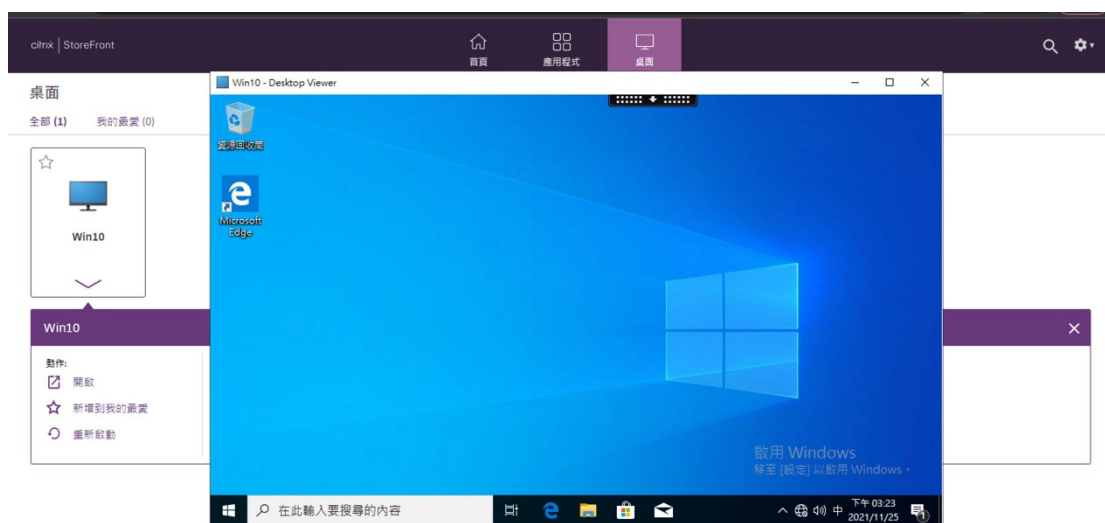 citrix | StoreFront
首頁
應用程式
桌面
桌面
全部 (1)
我的最愛 (0)
Win10
Win10
動作:
開啟
新增到我的最愛
重新啟動
Win10 - Desktop Viewer
資源回收筒
Microsoft
Edge
啟用 Windows
移至 [設定] 以啟用 Windows。
在此輸入要搜尋的內容
中
下午 03:23
2021/11/25
1